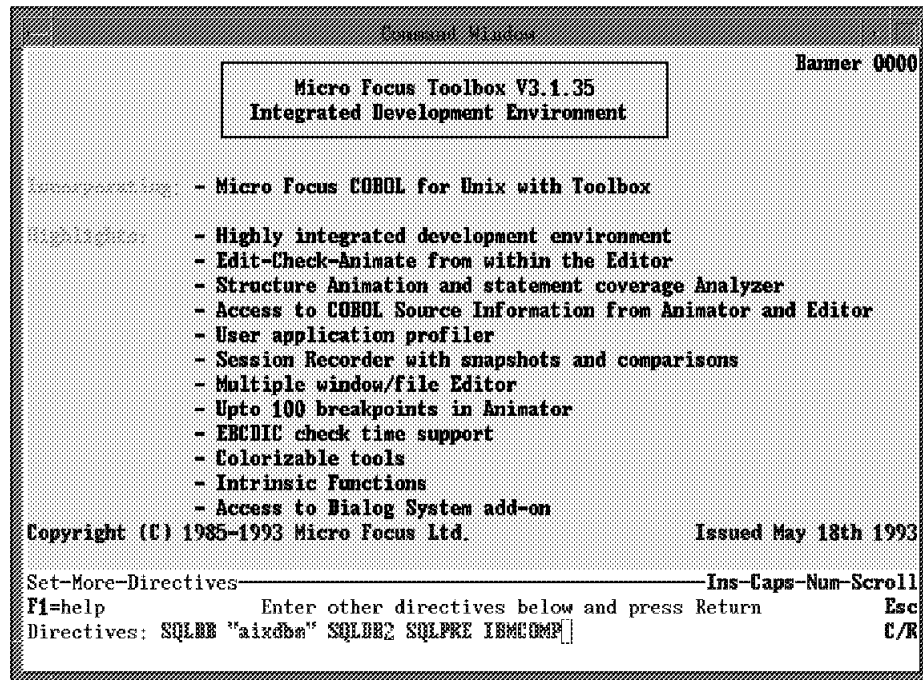 Command Window
Banner 0000
Micro Focus Toolbox V3.1.35
Integrated Development Environment
Incorporating: - Micro Focus COBOL for Unix with Toolbox
Highlights: - Highly integrated development environment
- Edit-Check-Animate from within the Editor
- Structure Animation and statement coverage Analyzer
- Access to COBOL Source Information from Animator and Editor
- User application profiler
- Session Recorder with snapshots and comparisons
- Multiple window/file Editor
- Upto 100 breakpoints in Animator
- EBCDIC check time support
- Colorizable tools
- Intrinsic Functions
- Access to Dialog System add-on
Copyright (C) 1985-1993 Micro Focus Ltd. Issued May 18th 1993
Set-More-Directives Ins-Caps-Num-Scroll
F1=help Enter other directives below and press Return Esc
Directives: SQLDB "aixdbm" SQLDB2 SQLPRE IBMCOMP C/R